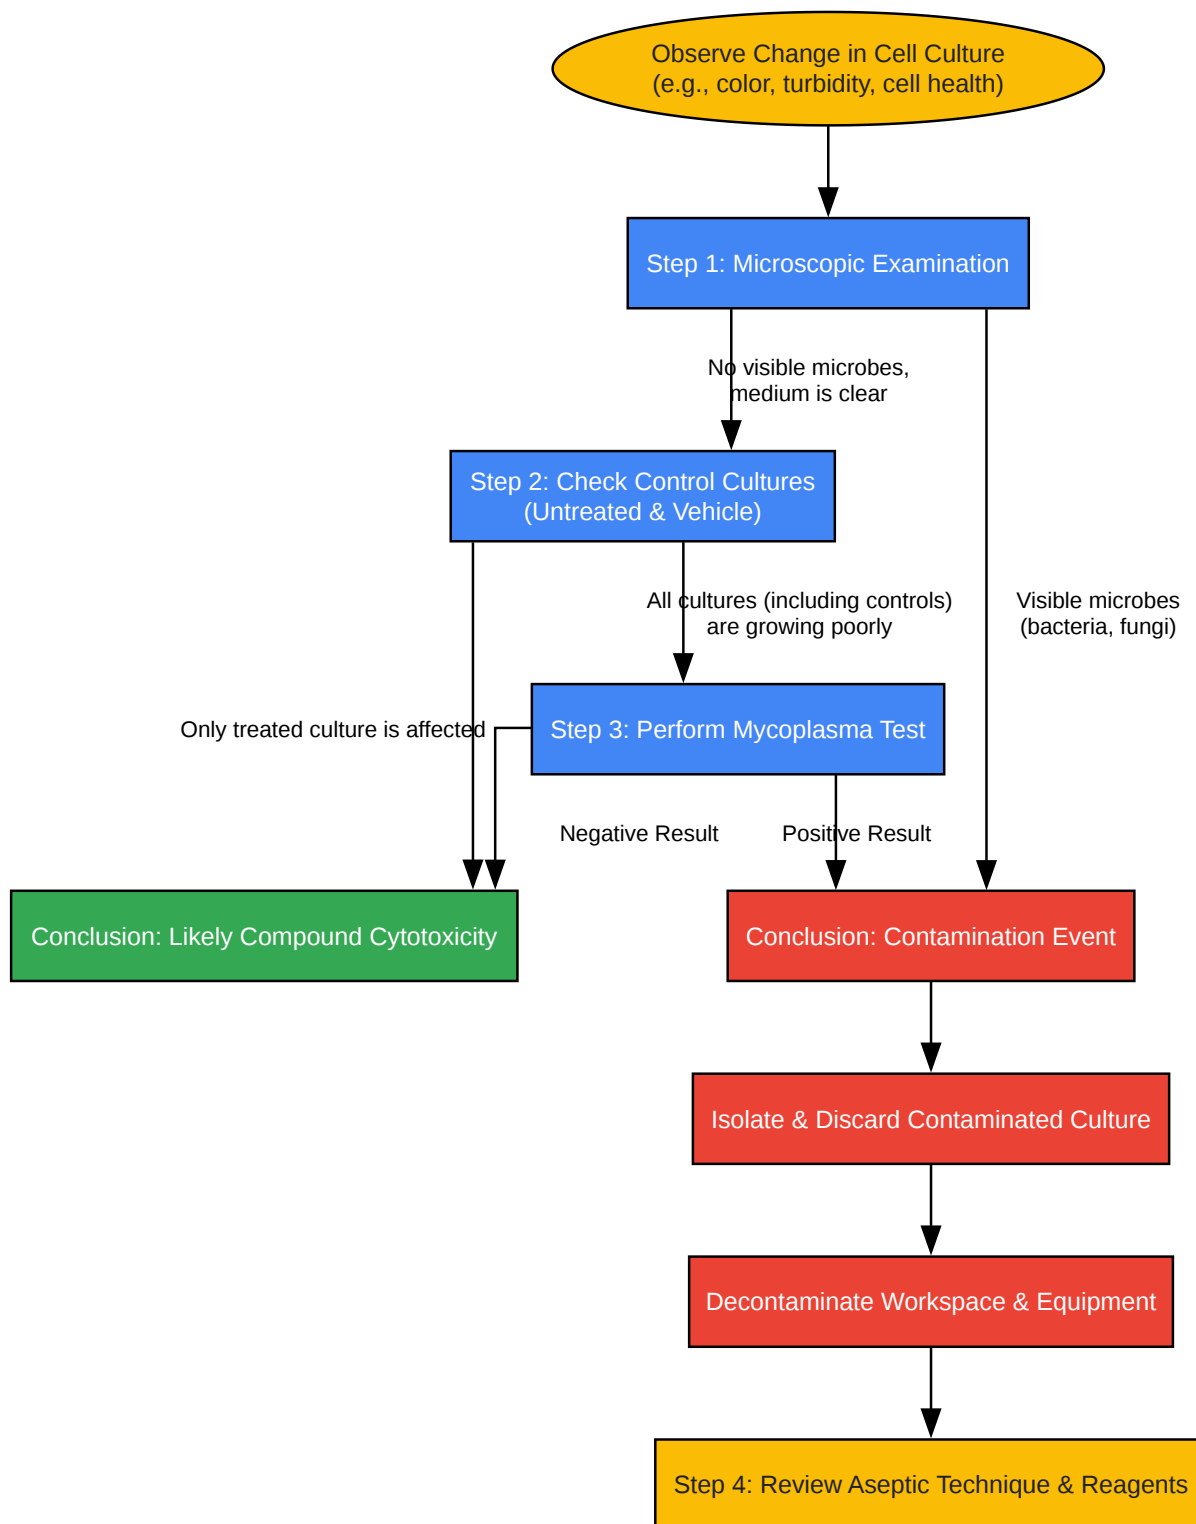 Observe Change in Cell Culture
(e.g., color, turbidity, cell health)
Step 1: Microscopic Examination
No visible microbes,
medium is clear
Step 2: Check Control Cultures
(Untreated & Vehicle)
All cultures (including controls)
are growing poorly
Visible microbes
(bacteria, fungi)
Only treated culture is affected
Step 3: Perform Mycoplasma Test
Negative Result
Positive Result
Conclusion: Likely Compound Cytotoxicity
Conclusion: Contamination Event
Isolate & Discard Contaminated Culture
Decontaminate Workspace & Equipment
Step 4: Review Aseptic Technique & Reagents